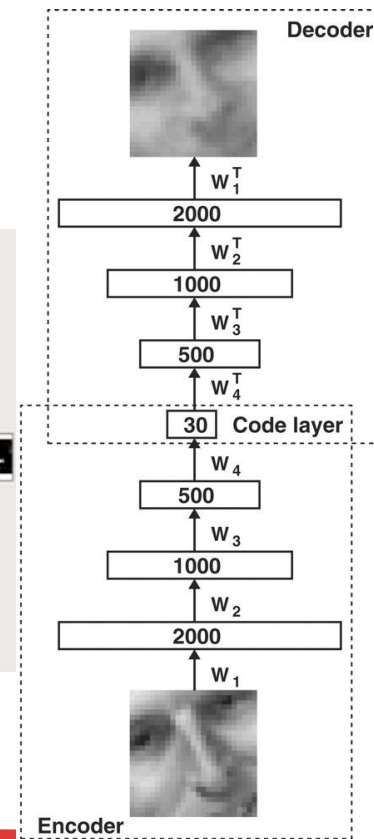 Decoder
W₁ᵀ
2000
W₂ᵀ
1000
W₃ᵀ
500
W₄ᵀ
30 Code layer
W₄
500
W₃
1000
W₂
2000
W₁
Encoder